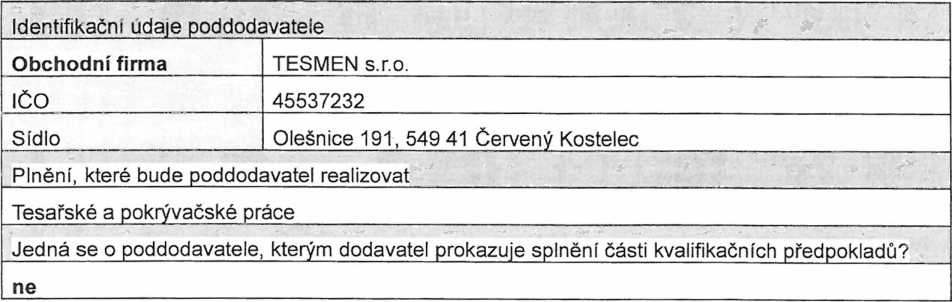 Identifikační údaje poddodavatele
Obchodní firma TESMEN s.r.o.
IČO 45537232
Sídlo Olešnice 191, 549 41 Červený Kostelec
Plnění, které bude poddodavatel realizovat
Tesařské a pokrývačské práce
Jedná se o poddodavatele, kterým dodavatel prokazuje splnění části kvalifikačních předpokladů?
ne